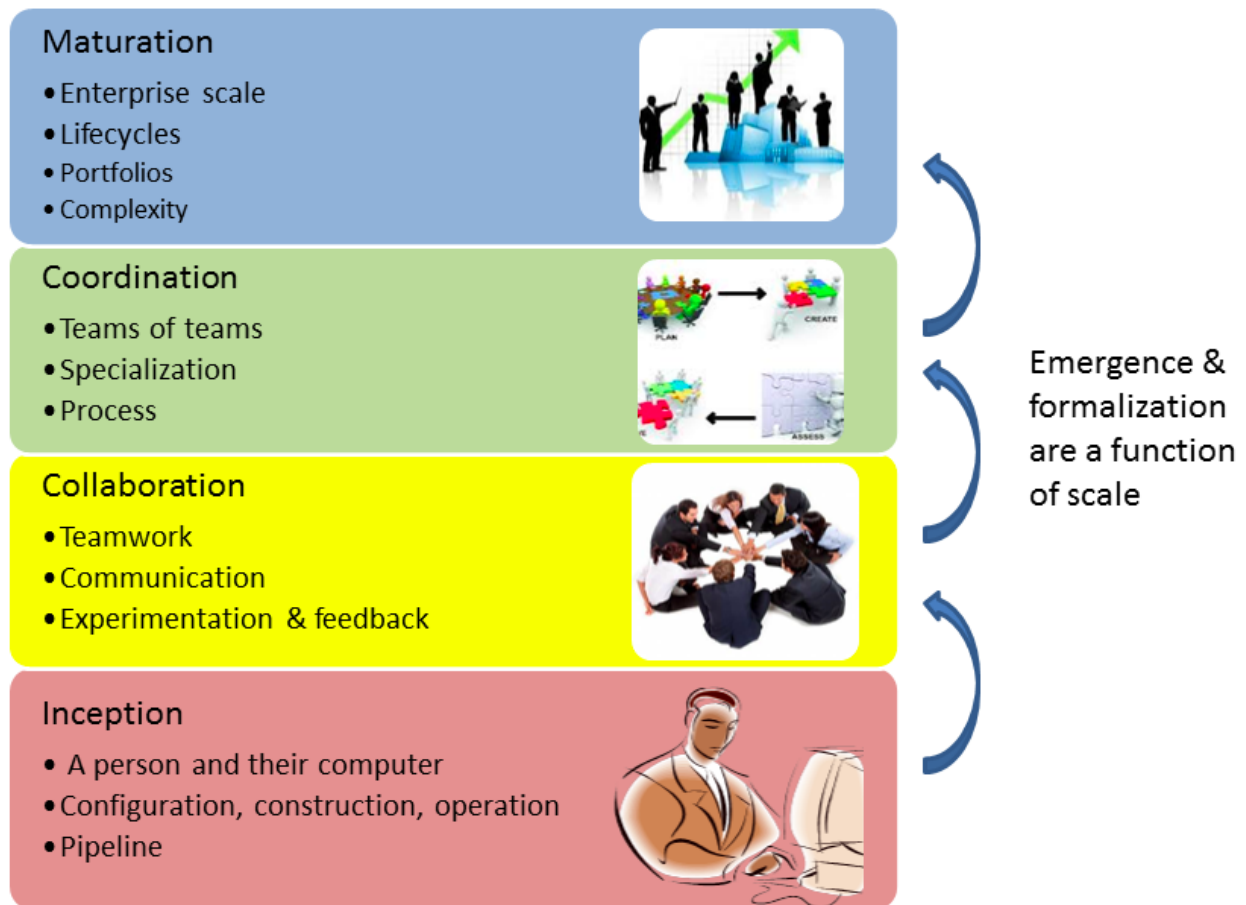 Maturation
• Enterprise scale
• Lifecycles
• Portfolios
• Complexity
Coordination
• Teams of teams
• Specialization
• Process
PLAN
CREATE
ASSESS
Collaboration
• Teamwork
• Communication
• Experimentation & feedback
Inception
• A person and their computer
• Configuration, construction, operation
• Pipeline
Emergence &
formalization
are a function
of scale